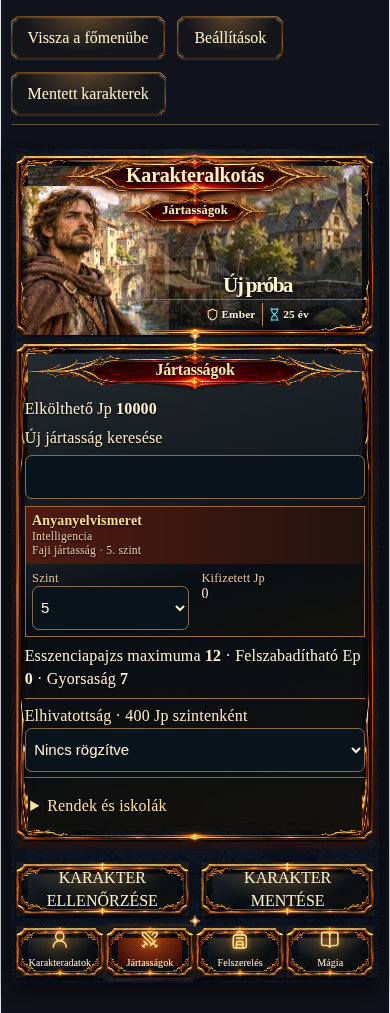 Vissza a főmenübe
Beállítások
Mentett karakterek
Karakteralkotás
Jártasságok
Új próba
Ember
25 év
Jártasságok
Elkölthető Jp 10000
Új jártasság keresése
Anyanyelvismeret
Intelligencia
Faji jártasság · 5. szint
Szint
Kifizetett Jp
5
0
Esszenciapajzs maximuma 12 · Felszabadítható Ep
0 · Gyorsaság 7
Elhivatottság · 400 Jp szintenként
Nincs rögzítve
Rendek és iskolák
KARAKTER
ELLENŐRZÉSE
KARAKTER
MENTÉSE
Karakteradatok
Jártasságok
Felszerelés
Mágia